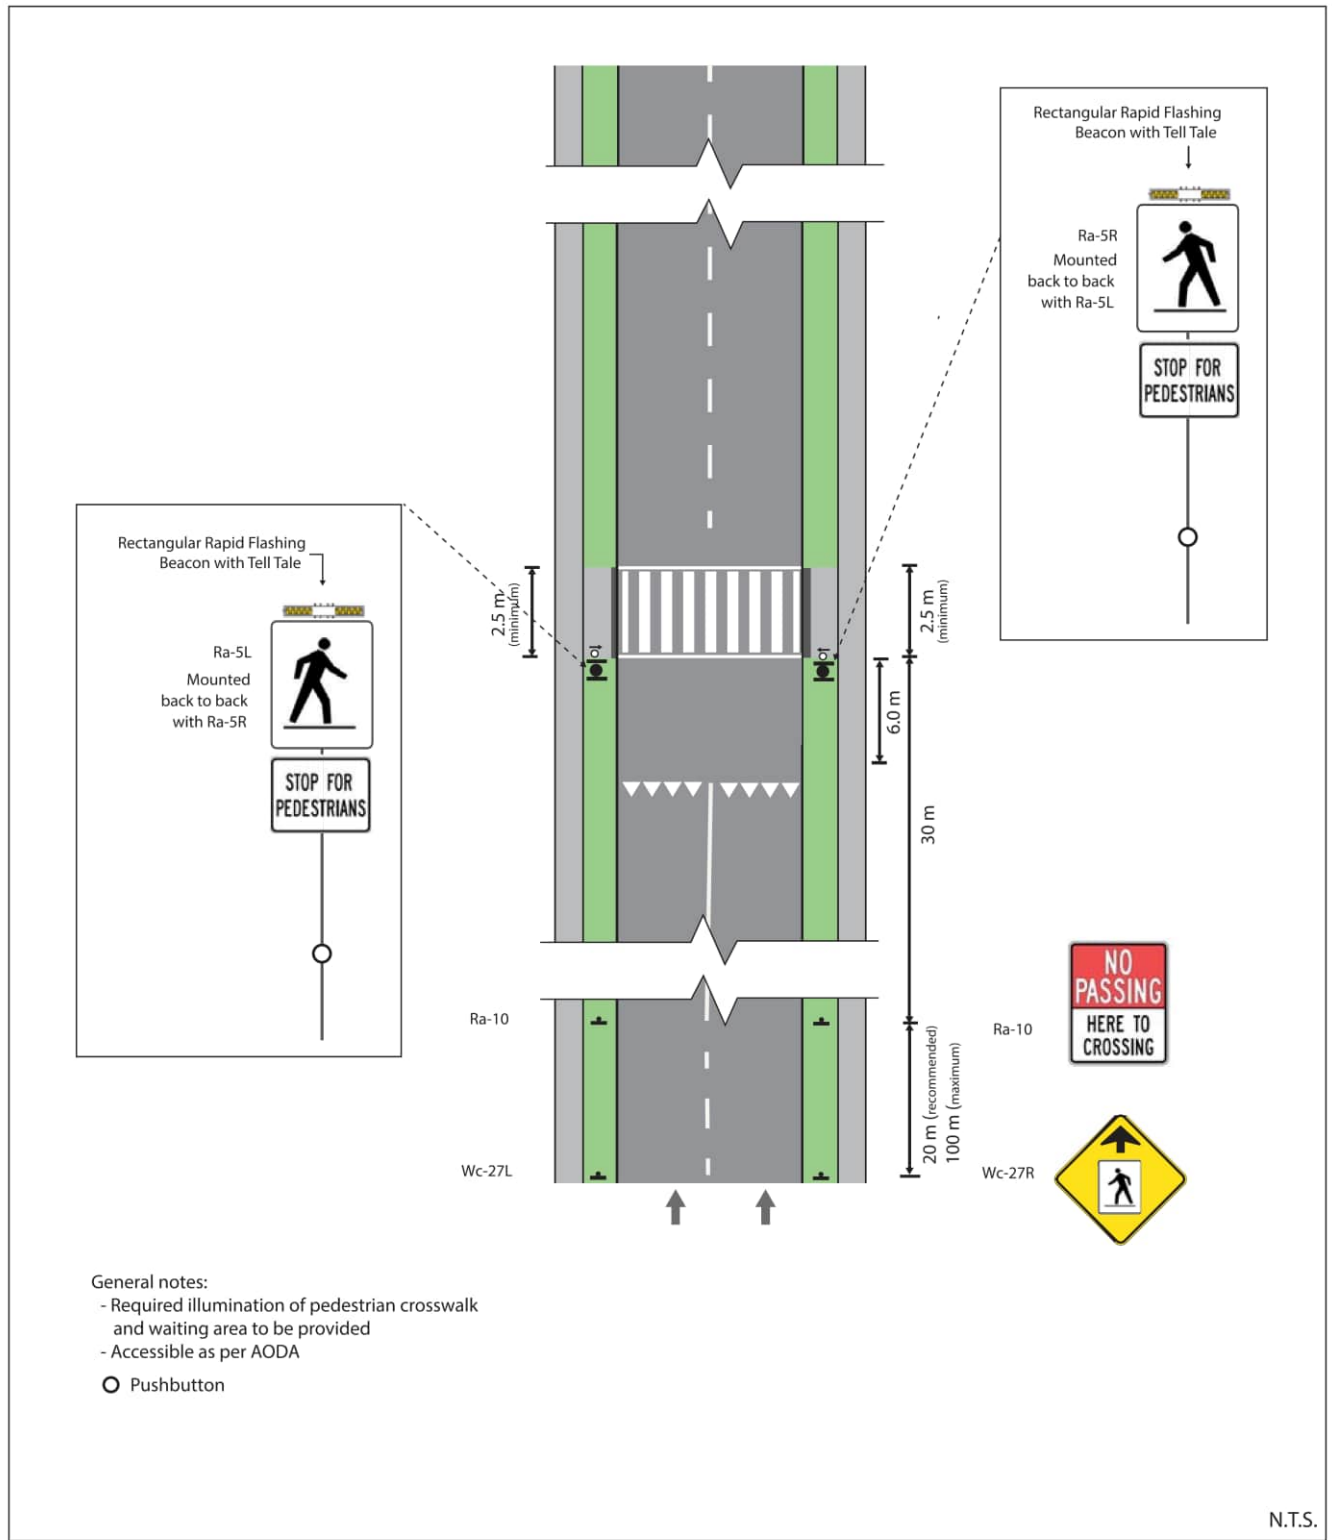 Rectangular Rapid Flashing
Beacon with Tell Tale
Ra-5R
Mounted
back to back
with Ra-5L
STOP FOR
PEDESTRIANS
Rectangular Rapid Flashing
Beacon with Tell Tale
Ra-5L
Mounted
back to back
with Ra-5R
STOP FOR
PEDESTRIANS
2.5 m
(minimum)
2.5 m
(minimum)
6.0 m
30 m
Ra-10
20 m (recommended)
100 m (maximum)
Ra-10
NO
PASSING
HERE TO
CROSSING
Wc-27L
Wc-27R
General notes:
- Required illumination of pedestrian crosswalk
and waiting area to be provided
- Accessible as per AODA
Pushbutton
N.T.S.